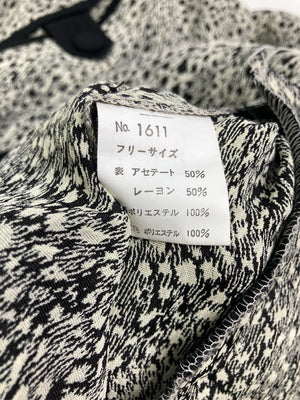 No. 1611
フリーサイズ
表 アセテート 50%
レーヨン 50%
ポリエステル 100%
ポリエステル 100%